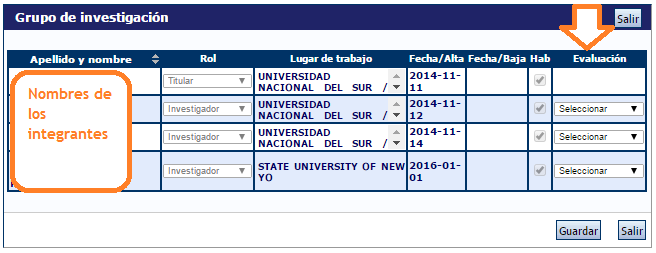 Grupo de investigación
Salir
Apellido y nombre Rol Lugar de trabajo Fecha/Alta Fecha/Baja Hab Evaluación
Nombres de
los
integrantes
Titular UNIVERSIDAD
NACIONAL DEL SUR / 2014-11-
11
Investigador UNIVERSIDAD
NACIONAL DEL SUR / 2014-11-
12 Seleccionar
Investigador UNIVERSIDAD
NACIONAL DEL SUR / 2014-11-
14 Seleccionar
Investigador STATE UNIVERSITY OF NEW
YO 2016-01-
01 Seleccionar
Guardar Salir